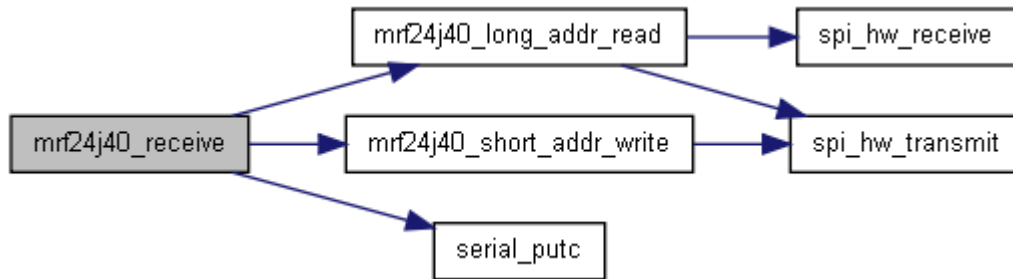 mrf24j40_long_addr_read
spi_hw_receive
mrf24j40_receive
mrf24j40_short_addr_write
spi_hw_transmit
serial_putc